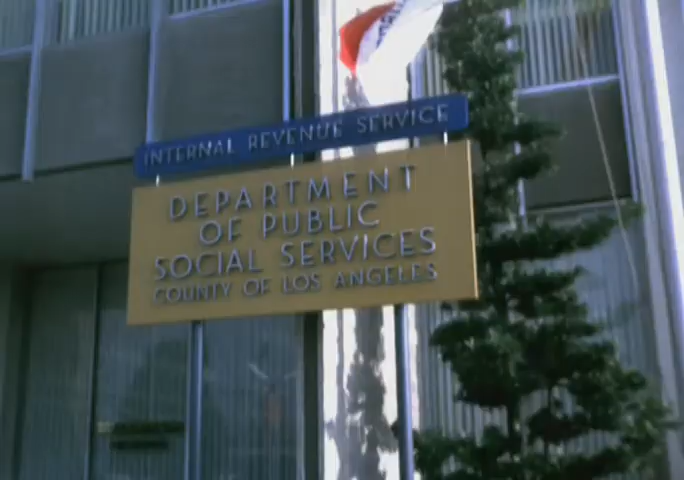 INTERNAL REVENUE SERVICE
DEPARTMENT
OF PUBLIC
SOCIAL SERVICES
COUNTY OF LOS ANGELES